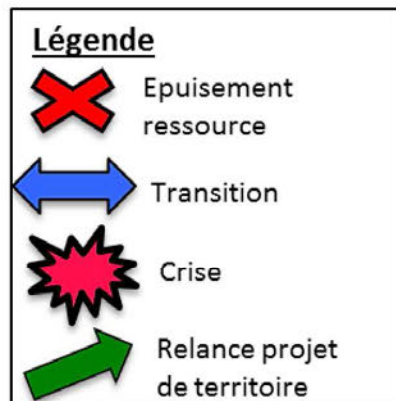 Légende
Epuisement
ressource
Transition
Crise
Relance projet
de territoire